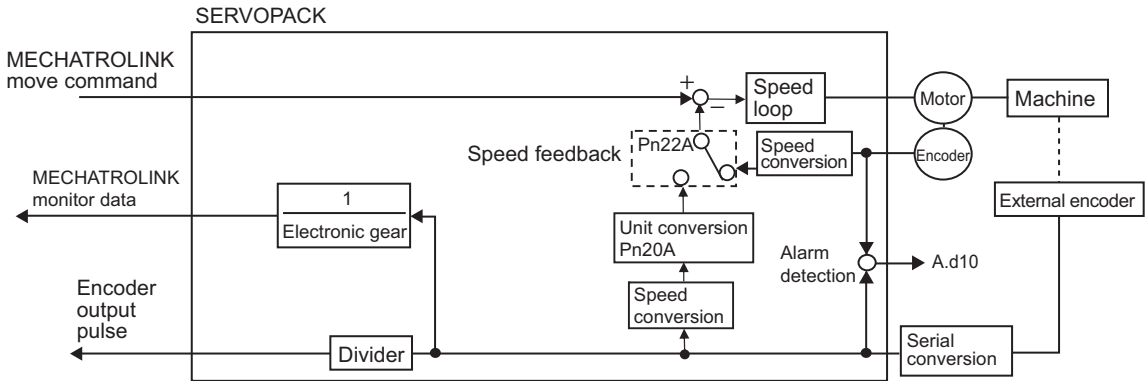 SERVOPACK
MECHATROLINK
move command
+
−
Speed
loop
Motor
Machine
Speed feedback
Pn22A
Speed
conversion
Encoder
MECHATROLINK
monitor data
1
Electronic gear
Unit conversion
Pn20A
External encoder
Alarm
detection
A.d10
Encoder
output
pulse
Speed
conversion
Divider
Serial
conversion